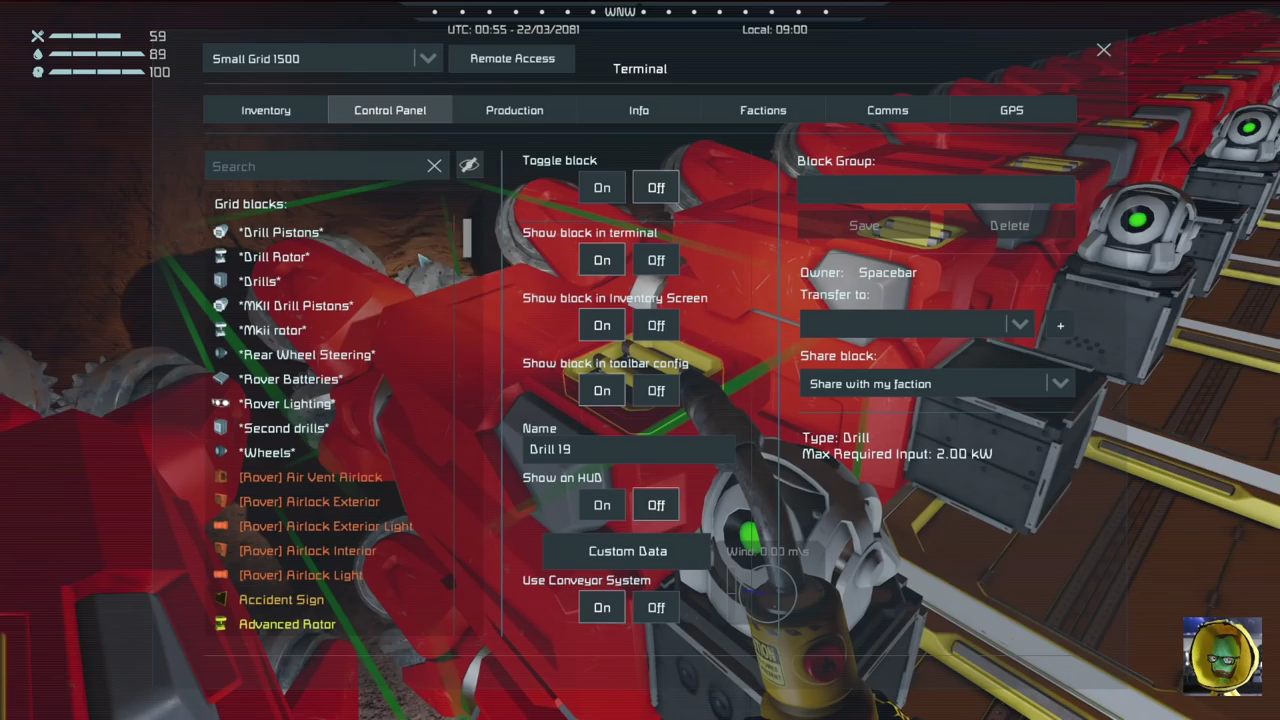 WNW
UTC: 00:55 - 22/03/2081
Local: 09:00
59
89
100
Small Grid 1500
Remote Access
Terminal
Inventory
Control Panel
Production
Info
Factions
Comms
GPS
Search
Grid blocks:
*Drill Pistons*
*Drill Rotor*
*Drills*
*MKII Drill Pistons*
*Mkii rotor*
*Rear Wheel Steering*
*Rover Batteries*
*Rover Lighting*
*Second drills*
*Wheels*
[Rover] Air Vent Airlock
[Rover] Airlock Exterior
[Rover] Airlock Exterior Light
[Rover] Airlock Interior
[Rover] Airlock Light
Accident Sign
Advanced Rotor
Toggle block
On Off
Show block in terminal
On Off
Show block in Inventory Screen
On Off
Show block in toolbar config
On Off
Name
Drill 19
Show on HUD
On Off
Custom Data
Use Conveyor System
On Off
Wind: 0.00 m/s
Block Group:
Save Delete
Owner: Spacebar
Transfer to:
+
Share block:
Share with my faction
Type: Drill
Max Required Input: 2.00 kW